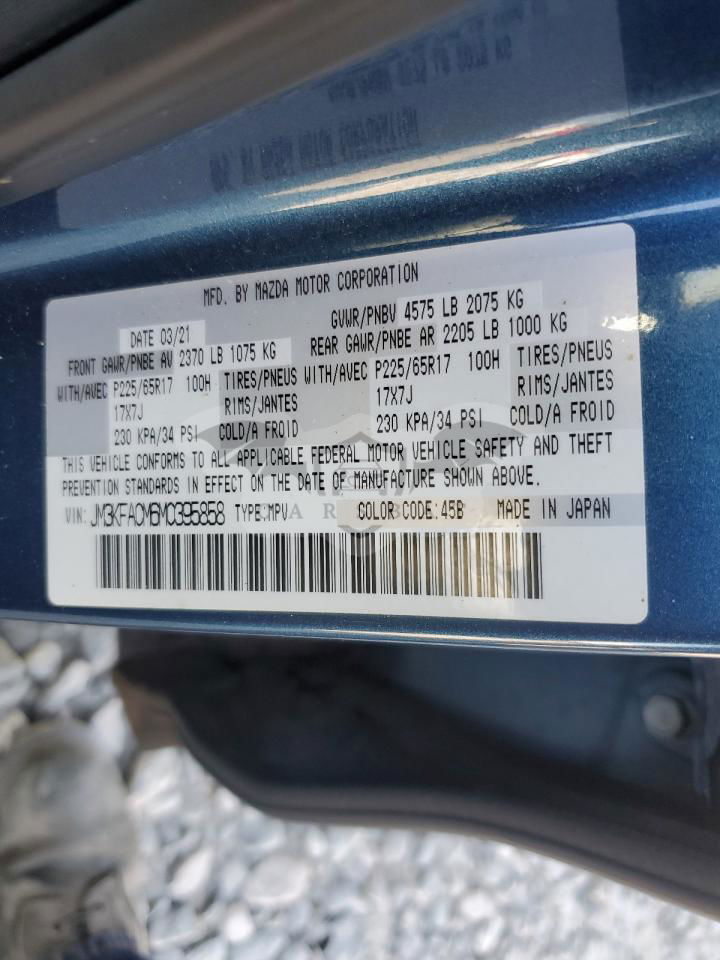 MFD. BY MAZDA MOTOR CORPORATION
DATE 03/21 GVWR/PNBV 4575 LB 2075 KG
FRONT GAWR/PNBE AV 2370 LB 1075 KG REAR GAWR/PNBE AR 2205 LB 1000 KG
WITH/AVEC P225/65R17 100H TIRES/PNEUS WITH/AVEC P225/65R17 100H TIRES/PNEUS
17X7J RIMS/JANTES 17X7J RIMS/JANTES
230 KPA/34 PSI COLD/A FROID 230 KPA/34 PSI COLD/A FROID
THIS VEHICLE CONFORMS TO ALL APPLICABLE FEDERAL MOTOR VEHICLE SAFETY AND THEFT
PREVENTION STANDARDS IN EFFECT ON THE DATE OF MANUFACTURE SHOWN ABOVE.
VIN: JM3KFACM6M0395858 TYPE:MPV COLOR CODE:45B MADE IN JAPAN